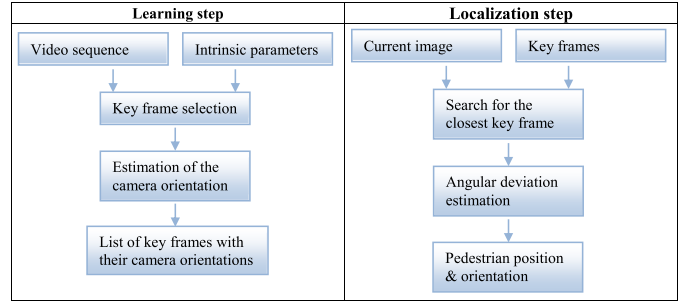 Learning step
Video sequence
Intrinsic parameters
Key frame selection
Estimation of the
camera orientation
List of key frames with
their camera orientations
Localization step
Current image
Key frames
Search for the
closest key frame
Angular deviation
estimation
Pedestrian position
& orientation